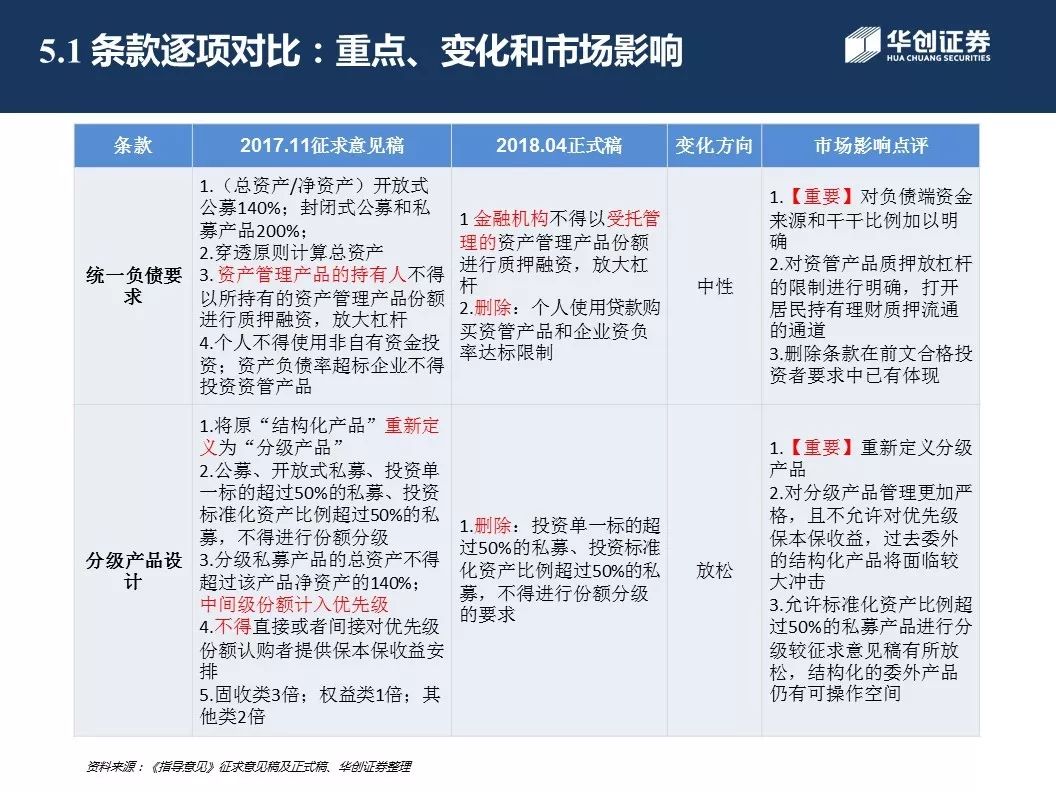 5.1 条款逐项对比：重点、变化和市场影响
华创证券
HUA CHUANG SECURITIES
条款
2017.11征求意见稿
2018.04正式稿
变化方向
市场影响点评
统一负债要
求
1.（总资产/净资产）开放式
公募140%；封闭式公募和私
募产品200%；
2.穿透原则计算总资产
3. 资产管理产品的持有人不得
以所持有的资产管理产品份额
进行质押融资，放大杠杆
4.个人不得使用非自有资金投
资；资产负债率超标企业不得
投资资管产品
1 金融机构不得以受托管
理的资产管理产品份额
进行质押融资，放大杠
杆
2.删除：个人使用贷款购
买资管产品和企业资负
率达标限制
中性
1.【重要】对负债端资金
来源和干干比例加以明
确
2.对资管产品质押放杠杆
的限制进行明确，打开
居民持有理财质押流通
的通道
3.删除条款在前文合格投
资者要求中已有体现
分级产品设
计
1.将原“结构化产品”重新定
义为“分级产品”
2.公募、开放式私募、投资单
一标的超过50%的私募、投资
标准化资产比例超过50%的私
募，不得进行份额分级
3.分级私募产品的总资产不得
超过该产品净资产的140%；
中间级份额计入优先级
4.不得直接或者间接对优先级
份额认购者提供保本保收益安
排
5.固收类3倍；权益类1倍；其
他类2倍
1.删除：投资单一标的超
过50%的私募、投资标准
化资产比例超过50%的私
募，不得进行份额分级
的要求
放松
1.【重要】重新定义分级
产品
2.对分级产品管理更加严
格，且不允许对优先级
保本保收益，过去委外
的结构化产品将面临较
大冲击
3.允许标准化资产比例超
过50%的私募产品进行分
级较征求意见稿有所放
松，结构化的委外产品
仍有可操作空间
资料来源：《指导意见》征求意见稿及正式稿、华创证券整理